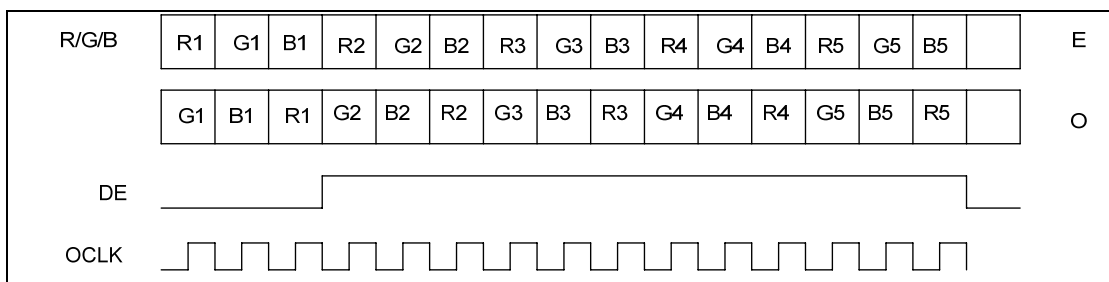 R/G/B R1 G1 B1 R2 G2 B2 R3 G3 B3 R4 G4 B4 R5 G5 B5 E
G1 B1 R1 G2 B2 R2 G3 B3 R3 G4 B4 R4 G5 B5 R5 O
DE
OCLK